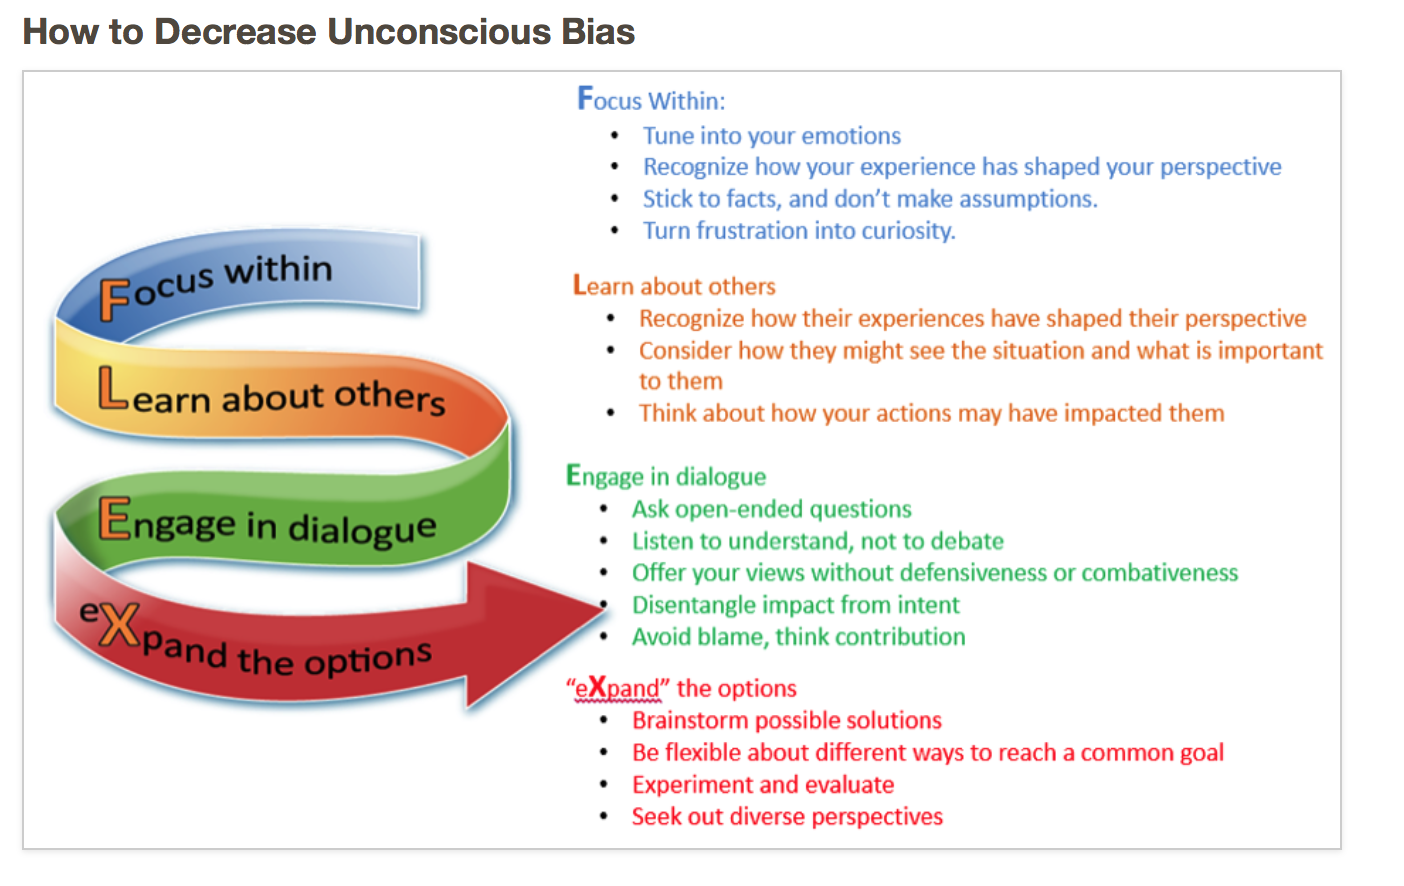 How to Decrease Unconscious Bias
Focus within
Learn about others
Engage in dialogue
eXpand the options
Focus Within:
• Tune into your emotions
• Recognize how your experience has shaped your perspective
• Stick to facts, and don't make assumptions.
• Turn frustration into curiosity.
Learn about others
• Recognize how their experiences have shaped their perspective
• Consider how they might see the situation and what is important
to them
• Think about how your actions may have impacted them
Engage in dialogue
• Ask open-ended questions
• Listen to understand, not to debate
• Offer your views without defensiveness or combativeness
• Disentangle impact from intent
• Avoid blame, think contribution
“eXpand” the options
• Brainstorm possible solutions
• Be flexible about different ways to reach a common goal
• Experiment and evaluate
• Seek out diverse perspectives